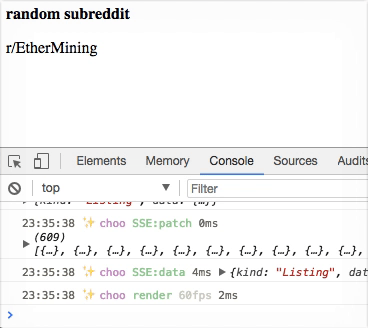 random subreddit
r/EtherMining
Elements Memory Console Sources Audits
top Filter
{kind: "Listing", data: {…}}
23:35:38 ✨ choo SSE:patch 0ms
(609)
[{…}, {…}, {…}, {…}, {…}, {…}, {…}, {…}, {…}, {…},
23:35:38 ✨ choo SSE:data 4ms ▶ {kind: "Listing", dat
23:35:38 ✨ choo render 60fps 2ms
>